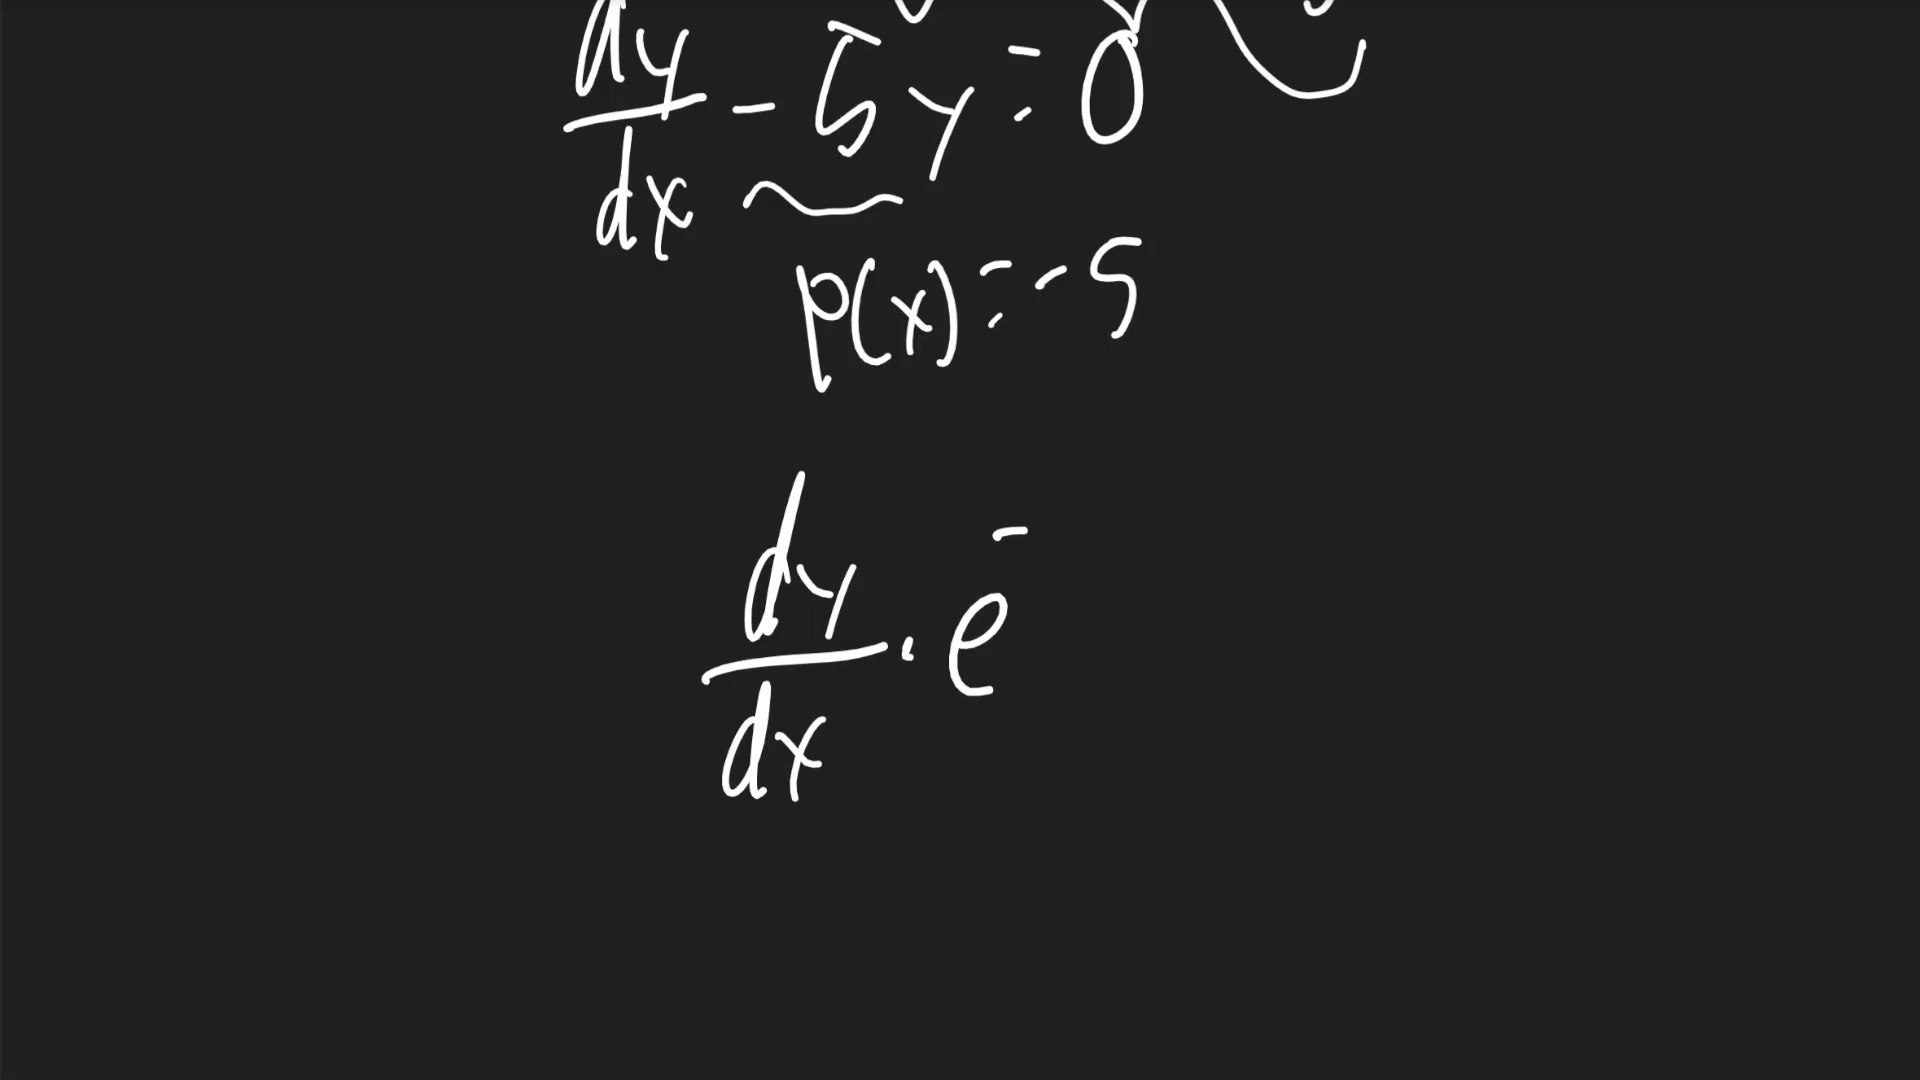 dy/dx - 5y = 0
p(x) = -5
dy/dx · e^-